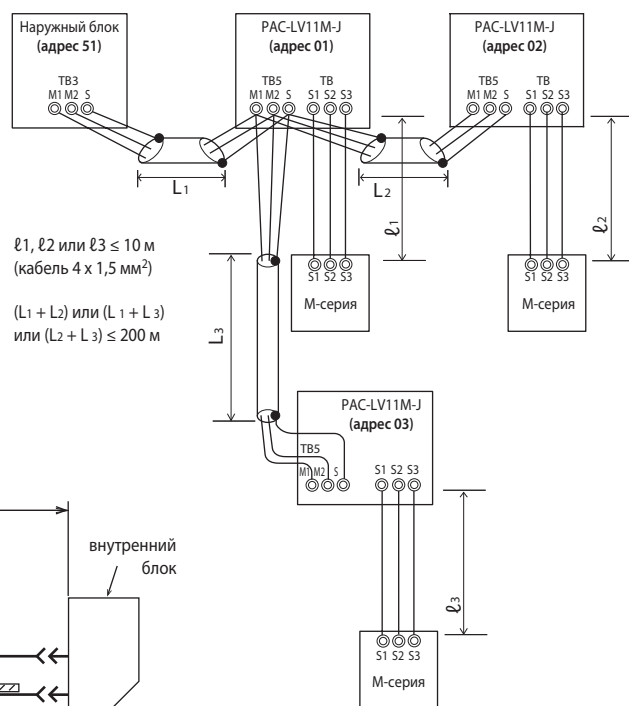 Наружный блок
(адрес 51)
TB3
M1 M2 S
PAC-LV11M-J
(адрес 01)
TB5 TB
M1 M2 S S1 S2 S3
PAC-LV11M-J
(адрес 02)
TB5 TB
M1 M2 S S1 S2 S3
L1
L2
ℓ1
ℓ2
ℓ1, ℓ2 или ℓ3 ≤ 10 м
(кабель 4 x 1,5 мм²)
(L1 + L2) или (L 1 + L 3)
или (L2 + L 3) ≤ 200 м
S1 S2 S3
М-серия
S1 S2 S3
М-серия
L3
PAC-LV11M-J
(адрес 03)
TB5
M1 M2 S
S1 S2 S3
внутренний
блок
ℓ3
S1 S2 S3
М-серия